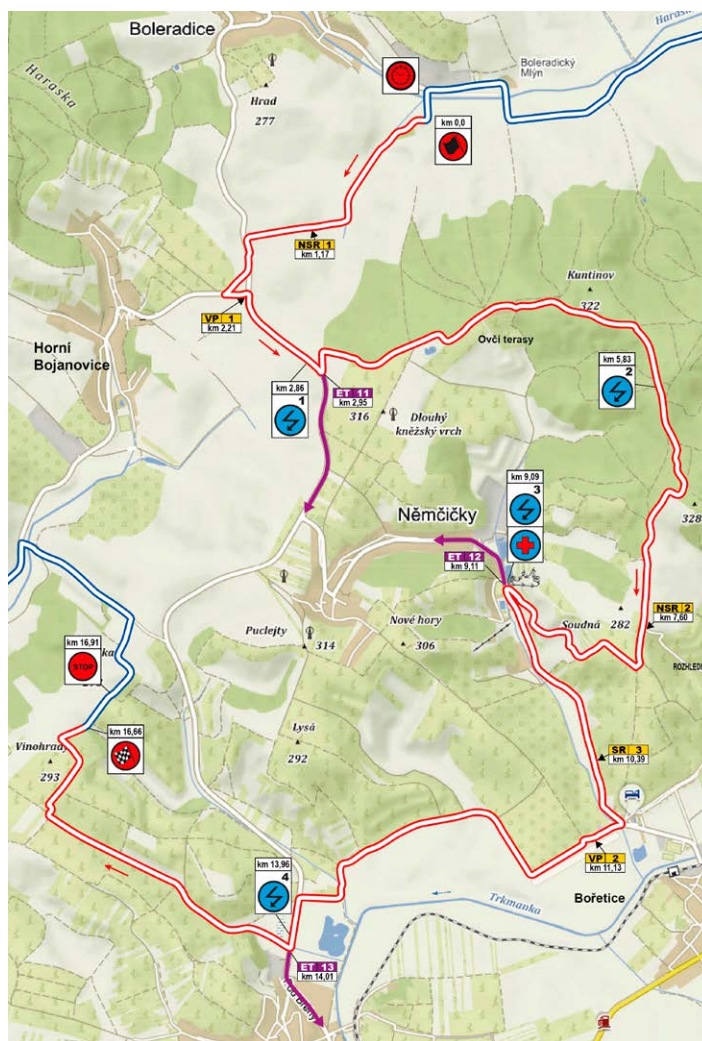 Boleradice
Haraska
Boleradický
Mlýn
Haraska
Hrad
277
km 0,0
NSR 1
km 1,17
Kuntínov
322
VP 1
km 2,21
Horní
Bojanovice
Ovčí terasy
km 5,83
2
km 2,86
1
ET 11
km 2,95
316
Dlouhý
kněžský vrch
km 9,09
3
328
Němčičky
ET 12
km 9,11
Soudná
282
NSR 2
km 7,60
Nové hory
306
Puclejty
314
ROZHLED
km 16,91
STOP
km 16,66
Lysá
292
Vinohrady
293
SR 3
km 10,39
VP 2
km 11,13
km 13,96
4
Bořetice
Trkmanka
ET 13
km 14,01